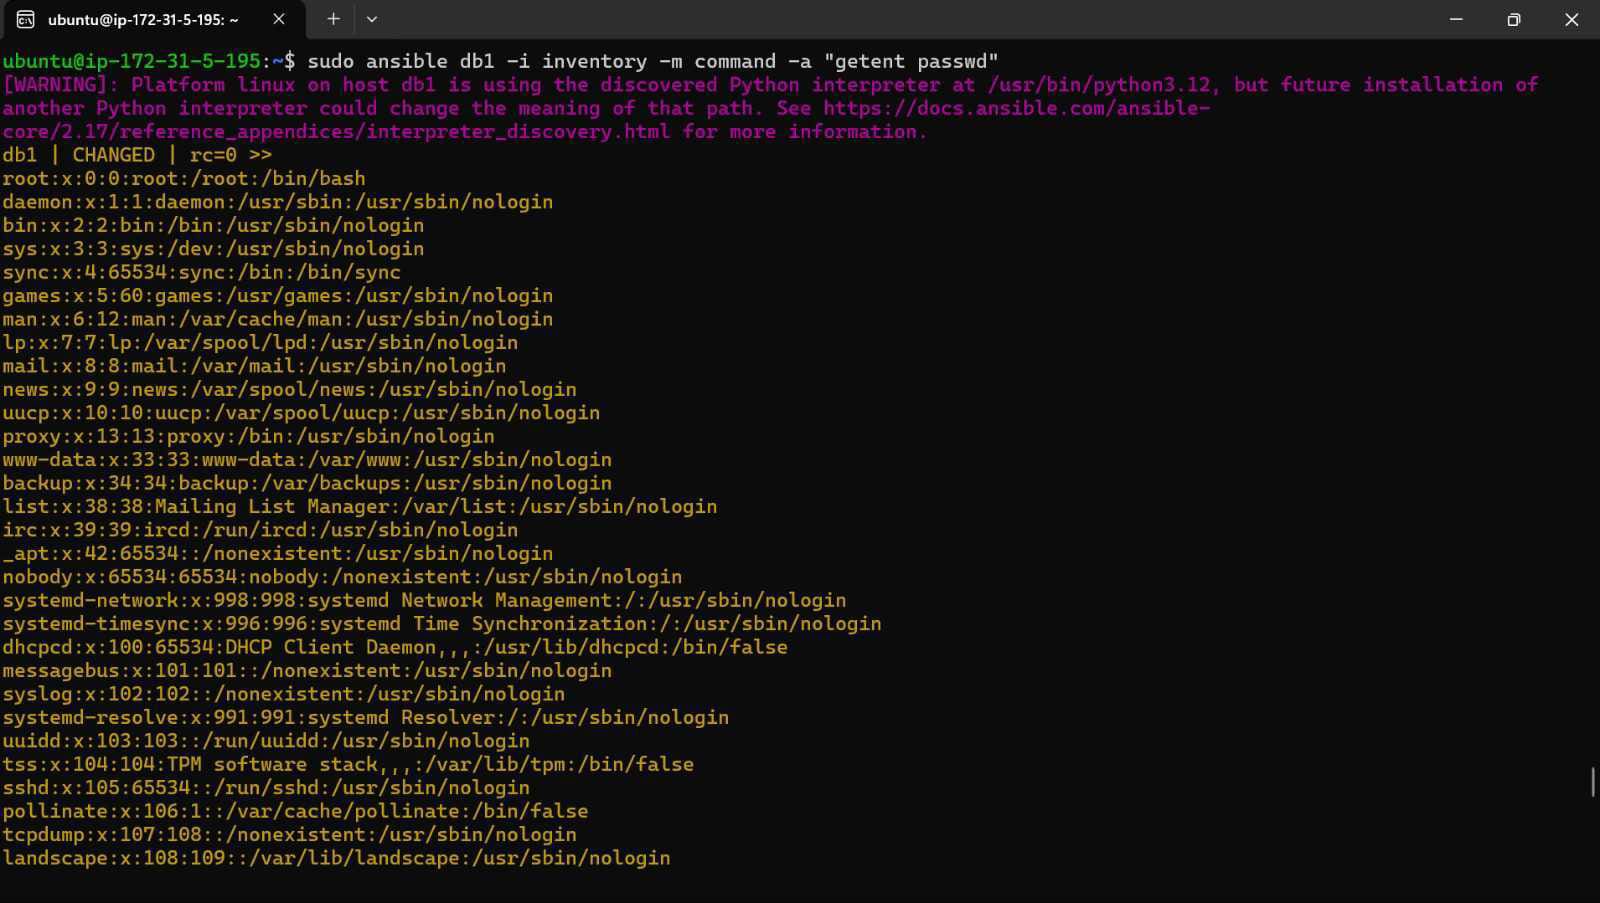 ubuntu@ip-172-31-5-195: ~
ubuntu@ip-172-31-5-195:~$ sudo ansible db1 -i inventory -m command -a "getent passwd"
[WARNING]: Platform linux on host db1 is using the discovered Python interpreter at /usr/bin/python3.12, but future installation of
another Python interpreter could change the meaning of that path. See https://docs.ansible.com/ansible-
core/2.17/reference_appendices/interpreter_discovery.html for more information.
db1 | CHANGED | rc=0 >>
root:x:0:0:root:/root:/bin/bash
daemon:x:1:1:daemon:/usr/sbin:/usr/sbin/nologin
bin:x:2:2:bin:/bin:/usr/sbin/nologin
sys:x:3:3:sys:/dev:/usr/sbin/nologin
sync:x:4:65534:sync:/bin:/bin/sync
games:x:5:60:games:/usr/games:/usr/sbin/nologin
man:x:6:12:man:/var/cache/man:/usr/sbin/nologin
lp:x:7:7:lp:/var/spool/lpd:/usr/sbin/nologin
mail:x:8:8:mail:/var/mail:/usr/sbin/nologin
news:x:9:9:news:/var/spool/news:/usr/sbin/nologin
uucp:x:10:10:uucp:/var/spool/uucp:/usr/sbin/nologin
proxy:x:13:13:proxy:/bin:/usr/sbin/nologin
www-data:x:33:33:www-data:/var/www:/usr/sbin/nologin
backup:x:34:34:backup:/var/backups:/usr/sbin/nologin
list:x:38:38:Mailing List Manager:/var/list:/usr/sbin/nologin
irc:x:39:39:ircd:/run/ircd:/usr/sbin/nologin
_apt:x:42:65534::/nonexistent:/usr/sbin/nologin
nobody:x:65534:65534:nobody:/nonexistent:/usr/sbin/nologin
systemd-network:x:998:998:systemd Network Management:/:/usr/sbin/nologin
systemd-timesync:x:996:996:systemd Time Synchronization:/:/usr/sbin/nologin
dhcpcd:x:100:65534:DHCP Client Daemon,,,:/usr/lib/dhcpcd:/bin/false
messagebus:x:101:101::/nonexistent:/usr/sbin/nologin
syslog:x:102:102::/nonexistent:/usr/sbin/nologin
systemd-resolve:x:991:991:systemd Resolver:/:/usr/sbin/nologin
uuidd:x:103:103::/run/uuidd:/usr/sbin/nologin
tss:x:104:104:TPM software stack,,,:/var/lib/tpm:/bin/false
sshd:x:105:65534::/run/sshd:/usr/sbin/nologin
pollinate:x:106:1::/var/cache/pollinate:/bin/false
tcpdump:x:107:108::/nonexistent:/usr/sbin/nologin
landscape:x:108:109::/var/lib/landscape:/usr/sbin/nologin